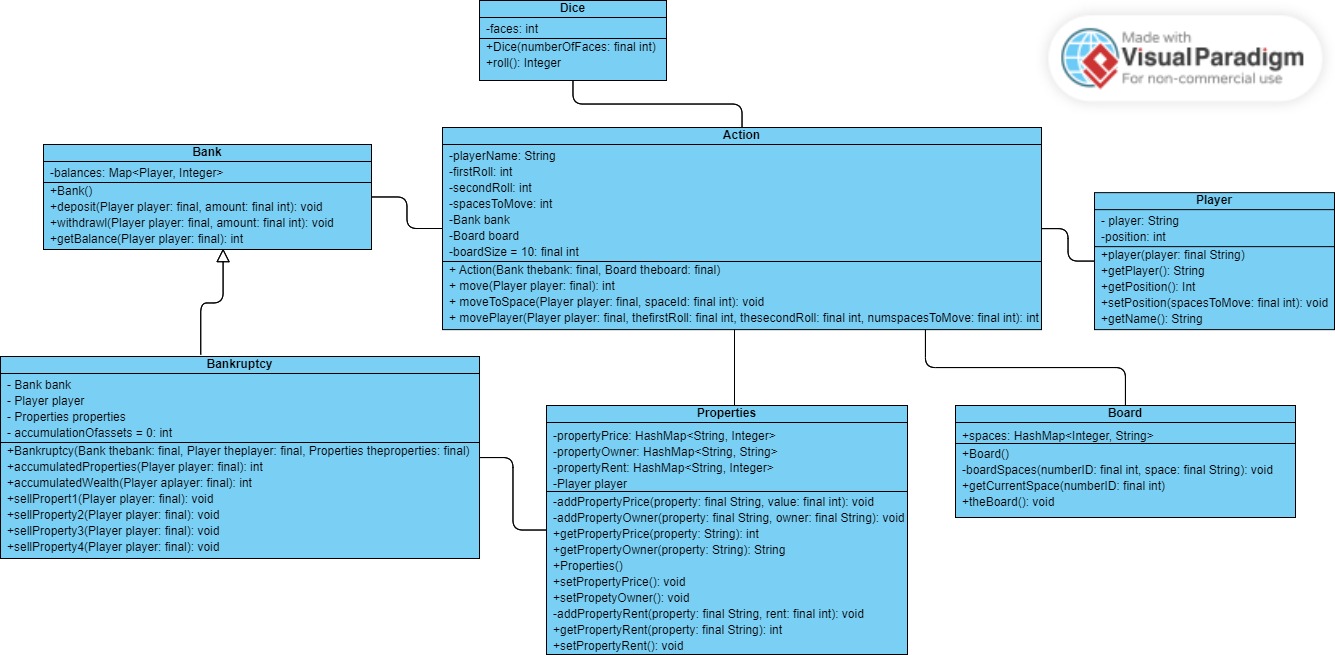 Dice
-faces: int
+Dice(numberOfFaces: final int)
+roll(): Integer
Made with
Visual Paradigm
For non-commercial use
Bank
-balances: Map<Player, Integer>
+Bank()
+deposit(Player player: final, amount: final int): void
+withdrawl(Player player: final, amount: final int): void
+getBalance(Player player: final): int
Action
-playerName: String
-firstRoll: int
-secondRoll: int
-spacesToMove: int
-Bank bank
-Board board
-boardSize = 10: final int
+ Action(Bank thebank: final, Board theboard: final)
+ move(Player player: final): int
+ moveToSpace(Player player: final, spaceId: final int): void
+ movePlayer(Player player: final, thefirstRoll: final int, thesecondRoll: final int, numspacesToMove: final int): int
Player
- player: String
-position: int
+player(player: final String)
+getPlayer(): String
+getPosition(): Int
+setPosition(spacesToMove: final int): void
+getName(): String
Bankruptcy
- Bank bank
- Player player
- Properties properties
- accumulationOfassets = 0: int
+Bankruptcy(Bank thebank: final, Player theplayer: final, Properties theproperties: final)
+accumulatedProperties(Player player: final): int
+accumulatedWealth(Player aplayer: final): int
+sellPropert1(Player player: final): void
+sellProperty2(Player player: final): void
+sellProperty3(Player player: final): void
+sellProperty4(Player player: final): void
Properties
-propertyPrice: HashMap<String, Integer>
-propertyOwner: HashMap<String, String>
-propertyRent: HashMap<String, Integer>
-Player player
-addPropertyPrice(property: final String, value: final int): void
-addPropertyOwner(property: final String, owner: final String): void
+getPropertyPrice(property: String): int
+getPropertyOwner(property: String): String
+Properties()
+setPropertyPrice(): void
+setPropetyOwner(): void
-addPropertyRent(property: final String, rent: final int): void
+getPropertyRent(property: final String): int
+setPropertyRent(): void
Board
+spaces: HashMap<Integer, String>
+Board()
-boardSpaces(numberID: final int, space: final String): void
+getCurrentSpace(numberID: final int)
+theBoard(): void